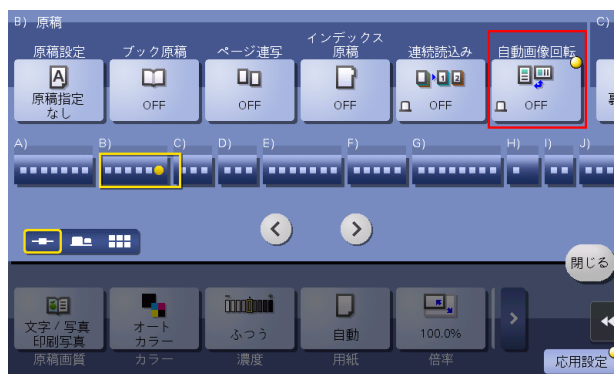 B) 原稿
C)
原稿設定
ブック原稿
ページ連写
インデックス
原稿
連続読込み
自動画像回転
原稿指定
なし
OFF
OFF
OFF
OFF
OFF
A)
B)
C)
D)
E)
F)
G)
H)
I)
J)
閉じる
文字 / 写真
印刷写真
オート
カラー
ふつう
自動
100.0%
原稿画質
カラー
濃度
用紙
倍率
応用設定